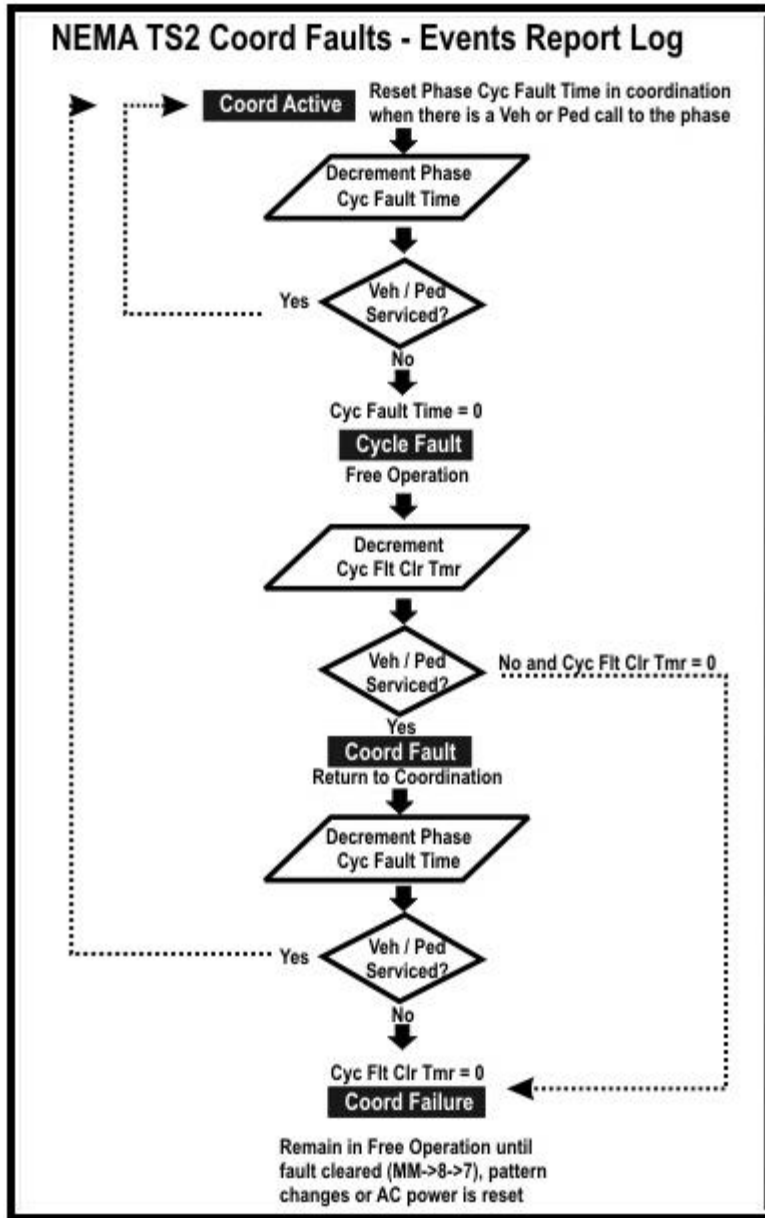 NEMA TS2 Coord Faults - Events Report Log
Coord Active
Reset Phase Cyc Fault Time in coordination
when there is a Veh or Ped call to the phase
Decrement Phase
Cyc Fault Time
Yes
Veh / Ped
Serviced?
No
Cyc Fault Time = 0
Cycle Fault
Free Operation
Decrement
Cyc Flt Clr Tmr
Veh / Ped
Serviced?
No and Cyc Flt Clr Tmr = 0
Yes
Coord Fault
Return to Coordination
Decrement Phase
Cyc Fault Time
Yes
Veh / Ped
Serviced?
No
Cyc Flt Clr Tmr = 0
Coord Failure
Remain in Free Operation until
fault cleared (MM->8->7), pattern
changes or AC power is reset